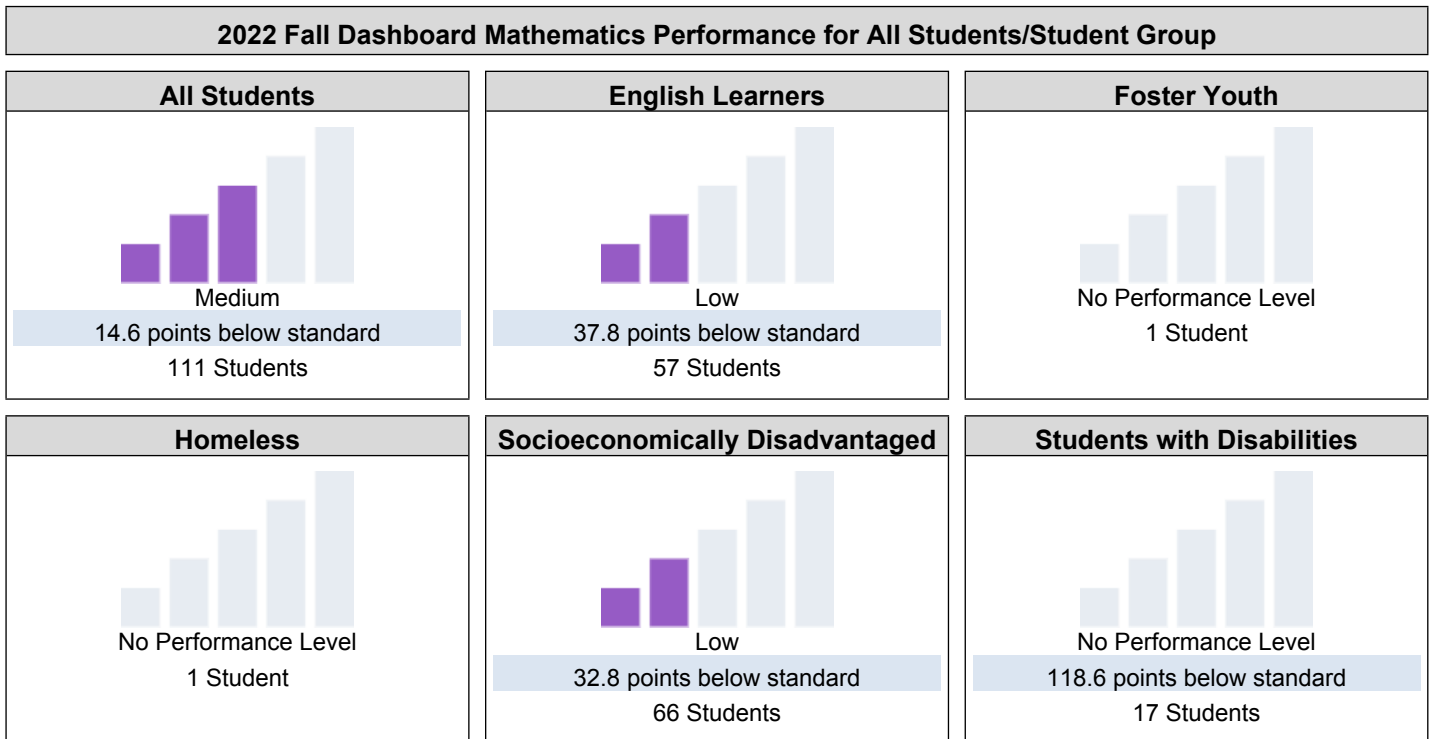 2022 Fall Dashboard Mathematics Performance for All Students/Student Group
All Students
Medium
14.6 points below standard
111 Students
English Learners
Low
37.8 points below standard
57 Students
Foster Youth
No Performance Level
1 Student
Homeless
No Performance Level
1 Student
Socioeconomically Disadvantaged
Low
32.8 points below standard
66 Students
Students with Disabilities
No Performance Level
118.6 points below standard
17 Students